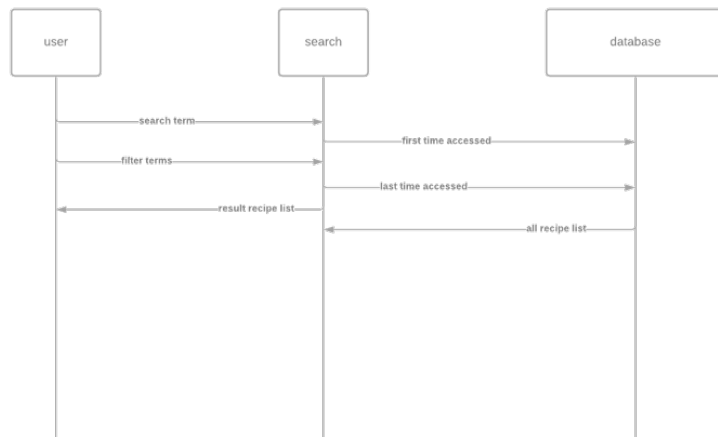 user
search
database
search term
first time accessed
filter terms
last time accessed
result recipe list
all recipe list